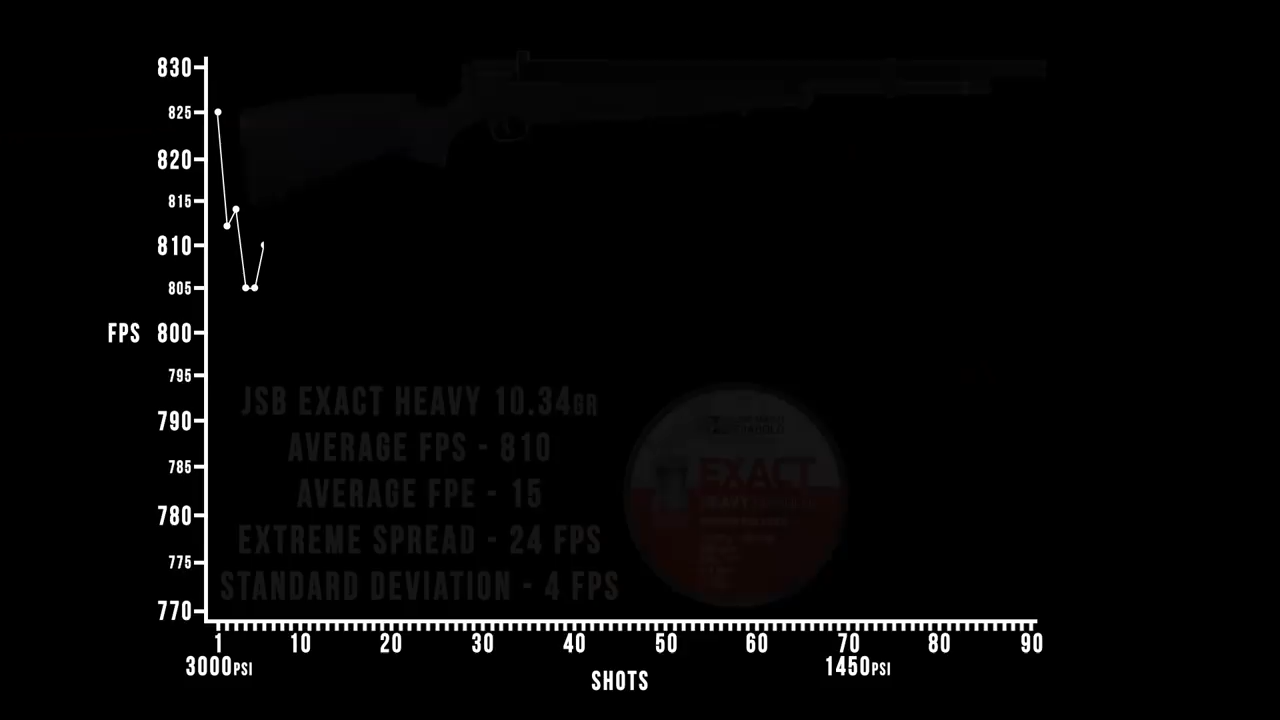 830
825
820
815
810
805
FPS 800
795
790
785
780
775
770
JSB EXACT HEAVY 10.34GR
AVERAGE FPS - 810
AVERAGE FPE - 15
EXTREME SPREAD - 24 FPS
STANDARD DEVIATION - 4 FPS
EXACT
HEAVY
1 10 20 30 40 50 60 70 80 90
3000PSI 1450PSI
SHOTS